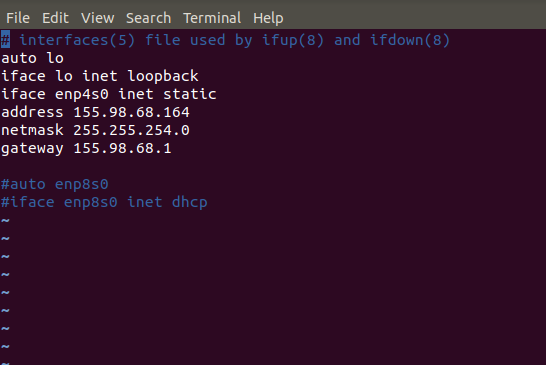 File Edit View Search Terminal Help
# interfaces(5) file used by ifup(8) and ifdown(8)
auto lo
iface lo inet loopback
iface enp4s0 inet static
address 155.98.68.164
netmask 255.255.254.0
gateway 155.98.68.1
#auto enp8s0
#iface enp8s0 inet dhcp
~
~
~
~
~
~
~
~
~